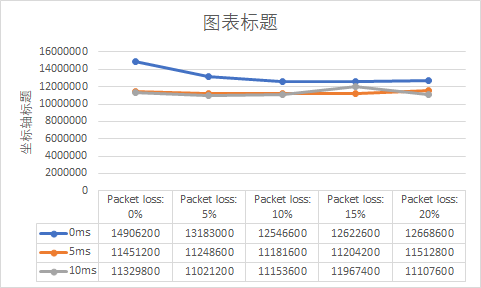 图表标题
坐标轴标题
16000000
14000000
12000000
10000000
8000000
6000000
4000000
2000000
0
Packet loss: 0% Packet loss: 5% Packet loss: 10% Packet loss: 15% Packet loss: 20%
0ms 14906200 13183000 12546600 12622600 12668600
5ms 11451200 11248600 11181600 11204200 11512800
10ms 11329800 11021200 11153600 11967400 11107600